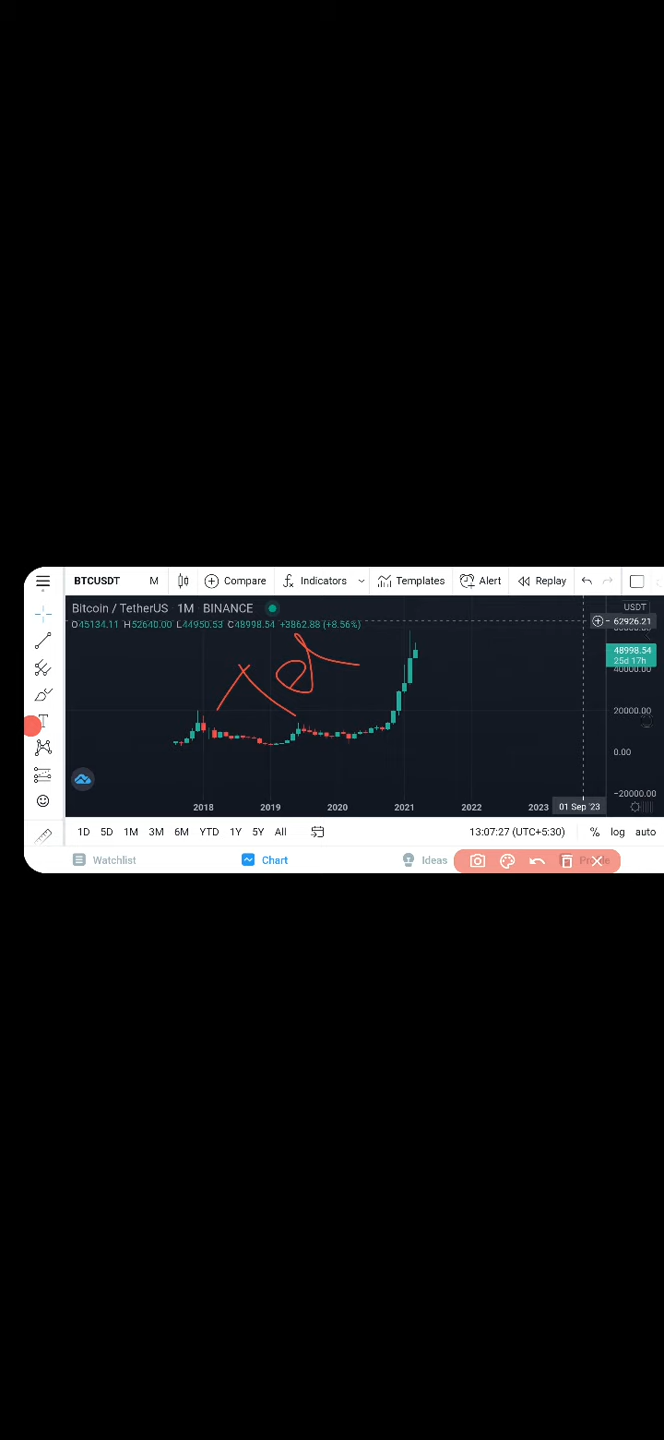 BTCUSDT M Compare Indicators Templates Alert Replay
Bitcoin / TetherUS 1M BINANCE USDT
O45134.11 H52640.00 L44950.53 C48998.54 +3862.88 (+8.56%) 62926.21
48998.54
25d 17h
40000.00
20000.00
0.00
−20000.00
2018 2019 2020 2021 2022 2023 01 Sep '23
1D 5D 1M 3M 6M YTD 1Y 5Y All 13:07:27 (UTC+5:30) % log auto
Watchlist Chart Ideas Profile